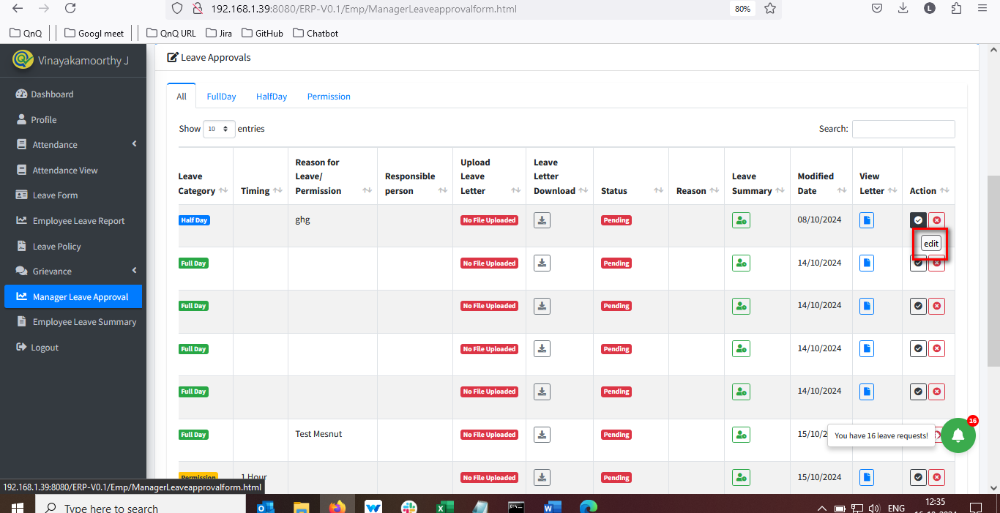 192.168.1.39:8080/ERP-V0.1/Emp/ManagerLeaveapprovalform.html
80%
L
QnQ
Googl meet
QnQ URL
Jira
GitHub
Chatbot
Vinayakamoorthy J
Dashboard
Profile
Attendance
Attendance View
Leave Form
Employee Leave Report
Leave Policy
Grievance
Manager Leave Approval
Employee Leave Summary
Logout
Leave Approvals
All FullDay HalfDay Permission
Show 10 entries
Search:
Leave Category
Timing
Reason for Leave/ Permission
Responsible person
Upload Leave Letter
Leave Letter Download
Status
Reason
Leave Summary
Modified Date
View Letter
Action
Half Day ghg No File Uploaded Pending 08/10/2024
edit
Full Day No File Uploaded Pending 14/10/2024
Full Day No File Uploaded Pending 14/10/2024
Full Day No File Uploaded Pending 14/10/2024
Full Day No File Uploaded Pending 14/10/2024
Full Day Test Mesnut No File Uploaded Pending 15/10/2
You have 16 leave requests!
16
Permission 1 Hour No File Uploaded Pending 15/10/2024
192.168.1.39:8080/ERP-V0.1/Emp/ManagerLeaveapprovalform.html
Type here to search
ENG
12:35